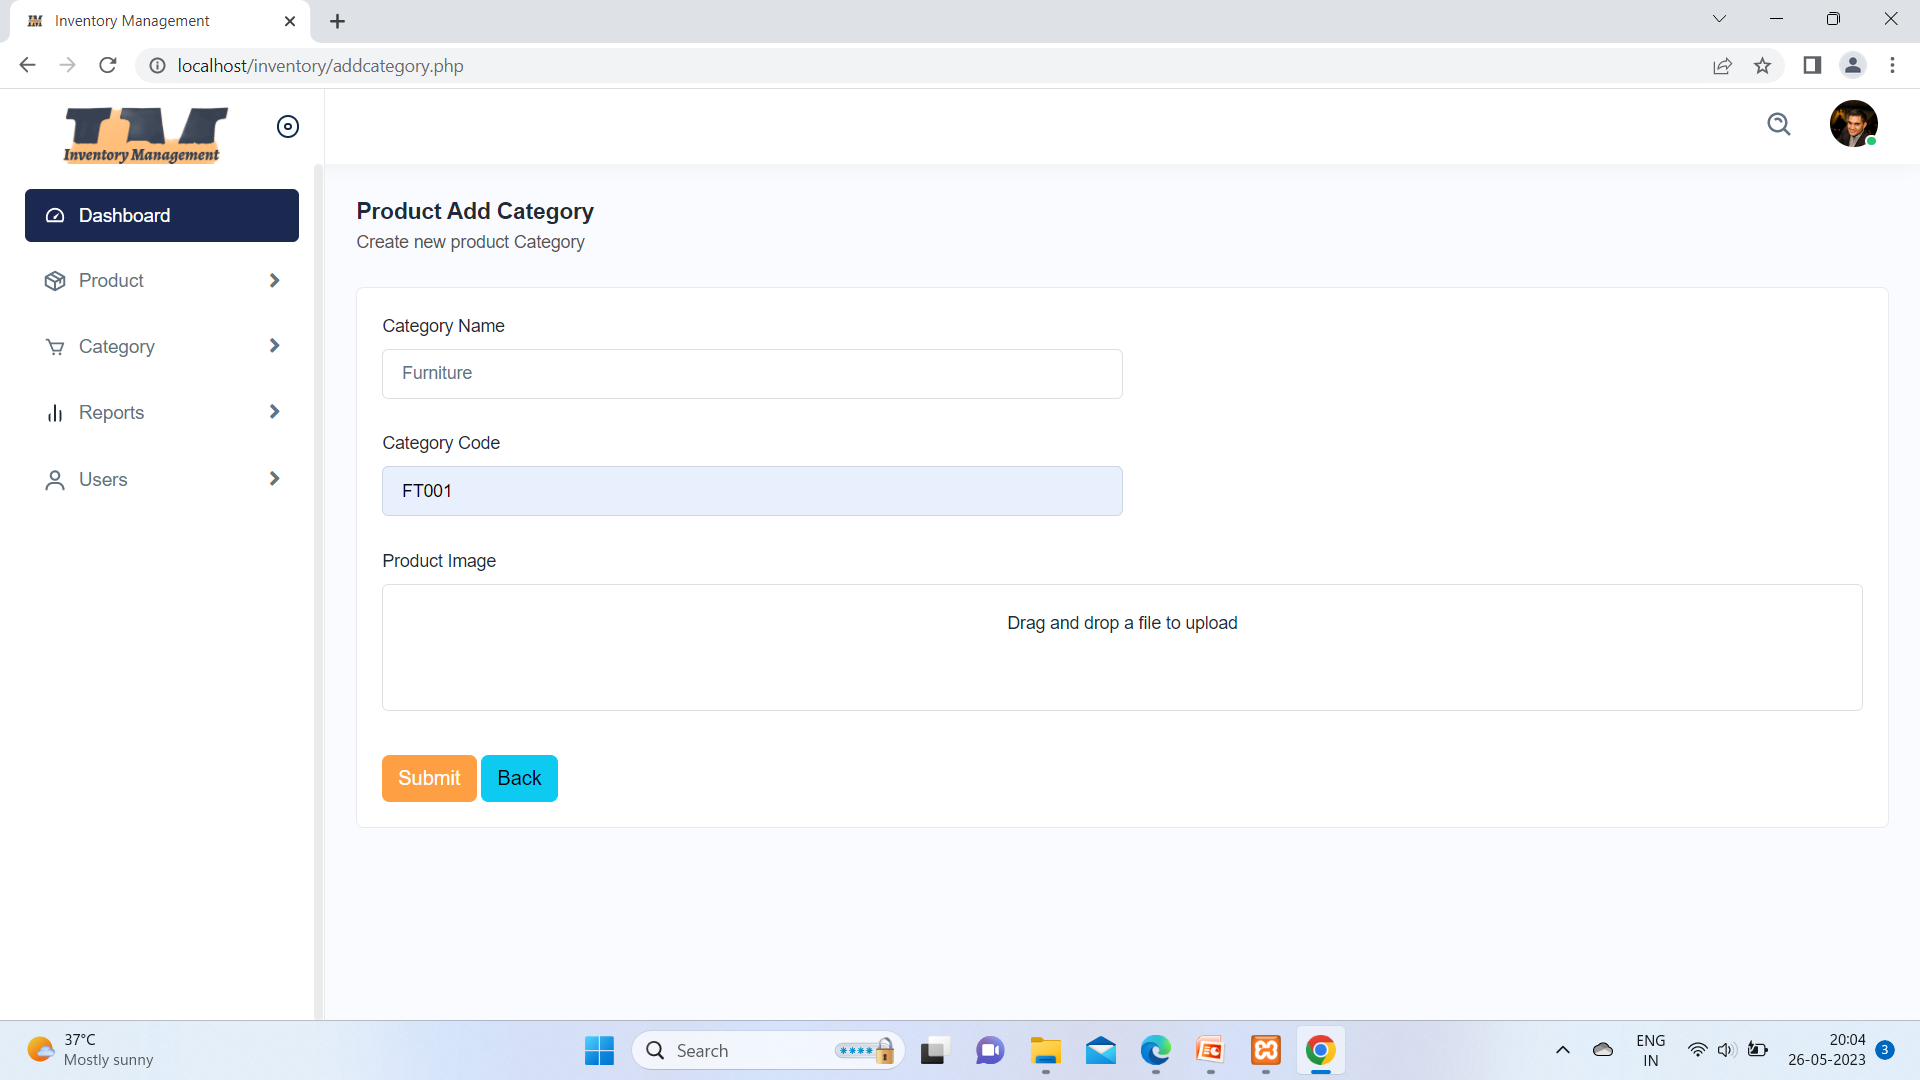 Inventory Management
localhost/inventory/addcategory.php
IM
Inventory Management
Dashboard
Product
Category
Reports
Users
Product Add Category
Create new product Category
Category Name
Furniture
Category Code
FT001
Product Image
Drag and drop a file to upload
Submit
Back
37°C
Mostly sunny
Search
ENG
IN
20:04
26-05-2023
3